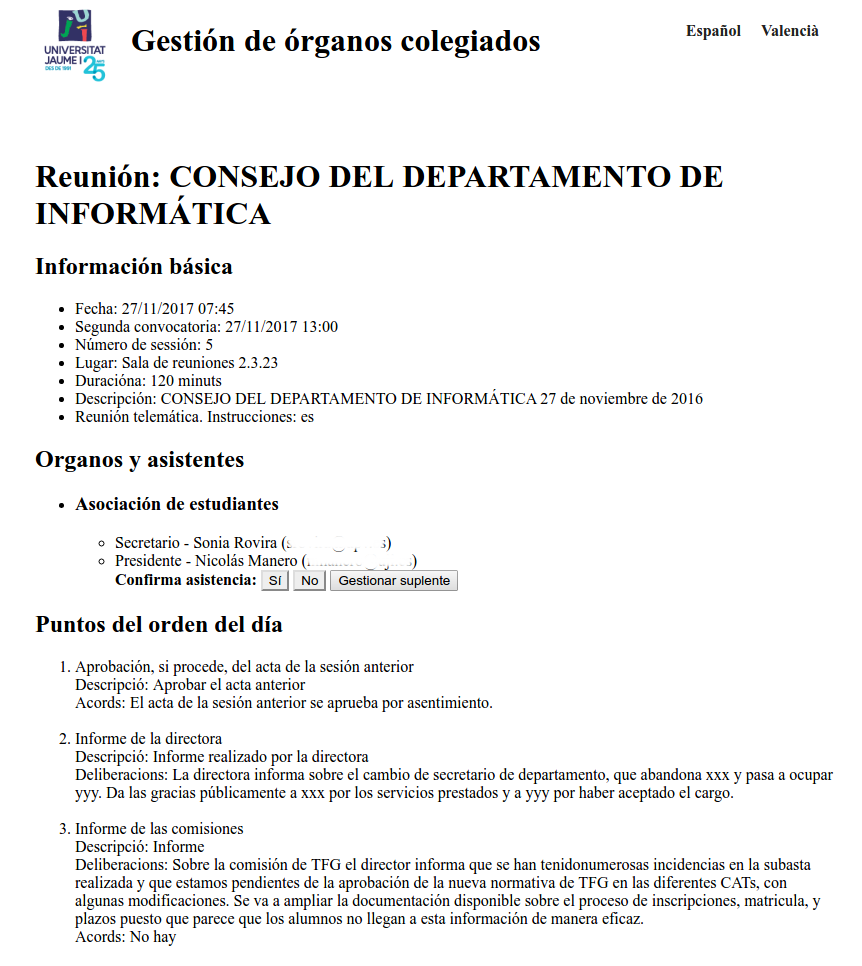 UNIVERSITAT
JAUME I
DES DE 1991
25
Gestión de órganos colegiados
Español Valencià
Reunión: CONSEJO DEL DEPARTAMENTO DE
INFORMÁTICA
Información básica
Fecha: 27/11/2017 07:45
Segunda convocatoria: 27/11/2017 13:00
Número de sessión: 5
Lugar: Sala de reuniones 2.3.23
Duracióna: 120 minuts
Descripción: CONSEJO DEL DEPARTAMENTO DE INFORMÁTICA 27 de noviembre de 2016
Reunión telemática. Instrucciones: es
Organos y asistentes
Asociación de estudiantes
Secretario - Sonia Rovira
Presidente - Nicolás Manero
Confirma asistencia: Sí No Gestionar suplente
Puntos del orden del día
1. Aprobación, si procede, del acta de la sesión anterior
Descripció: Aprobar el acta anterior
Acords: El acta de la sesión anterior se aprueba por asentimiento.
2. Informe de la directora
Descripció: Informe realizado por la directora
Deliberacions: La directora informa sobre el cambio de secretario de departamento, que abandona xxx y pasa a ocupar
yyy. Da las gracias públicamente a xxx por los servicios prestados y a yyy por haber aceptado el cargo.
3. Informe de las comisiones
Descripció: Informe
Deliberacions: Sobre la comisión de TFG el director informa que se han tenidonumerosas incidencias en la subasta
realizada y que estamos pendientes de la aprobación de la nueva normativa de TFG en las diferentes CATs, con
algunas modificaciones. Se va a ampliar la documentación disponible sobre el proceso de inscripciones, matricula, y
plazos puesto que parece que los alumnos no llegan a esta información de manera eficaz.
Acords: No hay